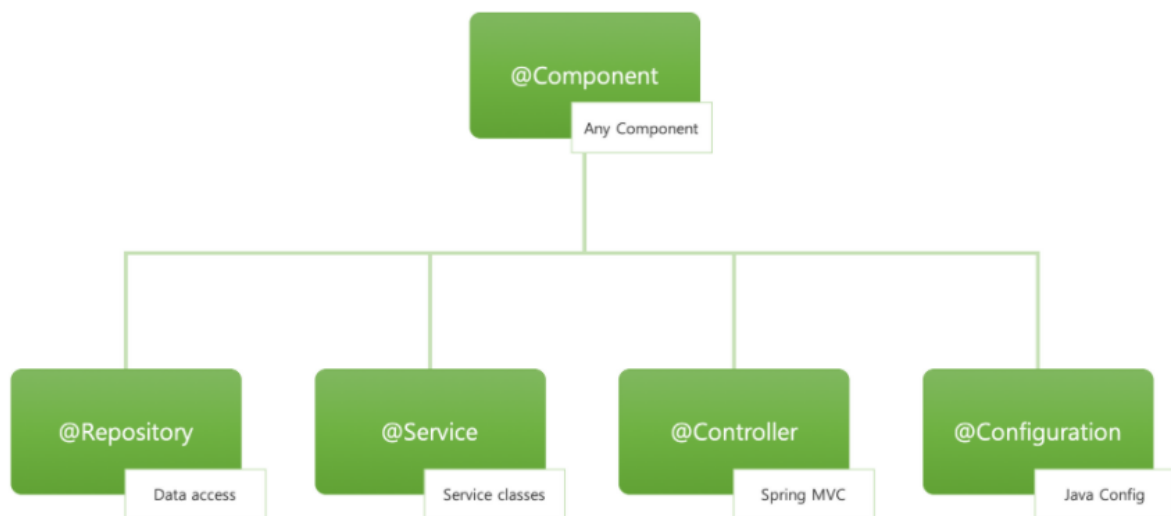 @Component
Any Component
@Repository
Data access
@Service
Service classes
@Controller
Spring MVC
@Configuration
Java Config